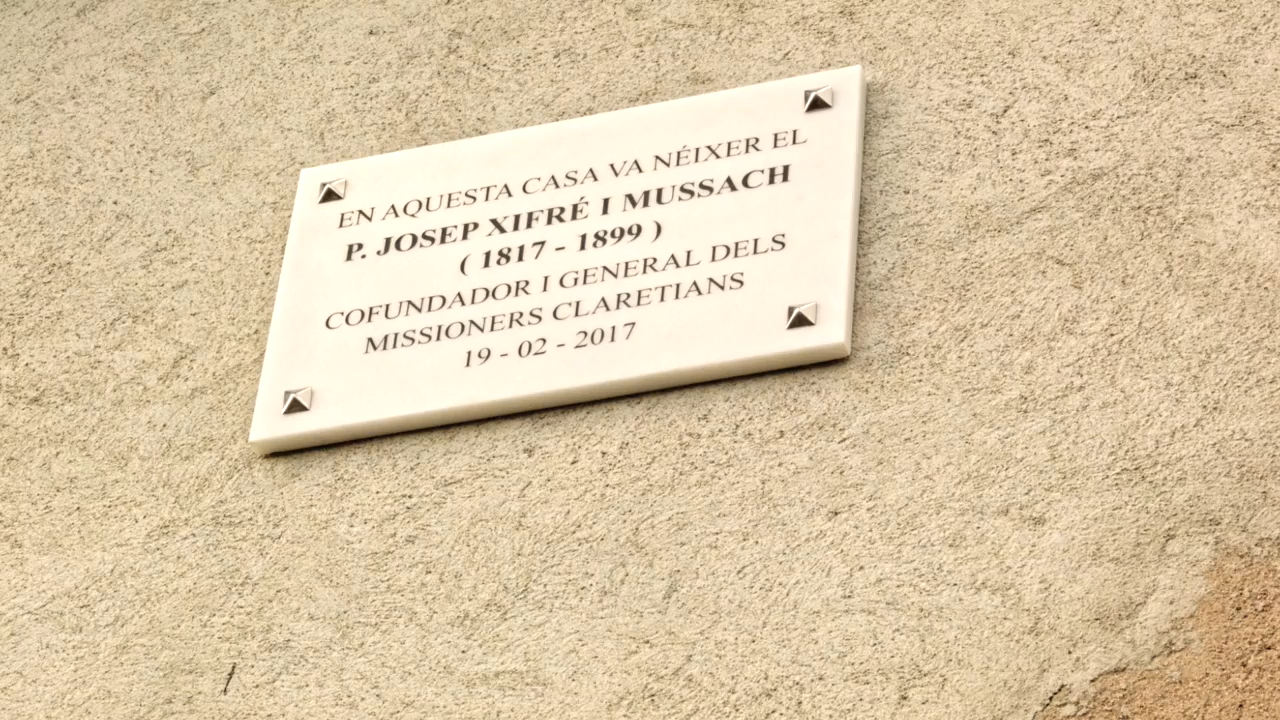 EN AQUESTA CASA VA NÉIXER EL
P. JOSEP XIFRÉ I MUSSACH
( 1817 - 1899 )
COFUNDADOR I GENERAL DELS
MISSIONERS CLARETIANS
19 - 02 - 2017